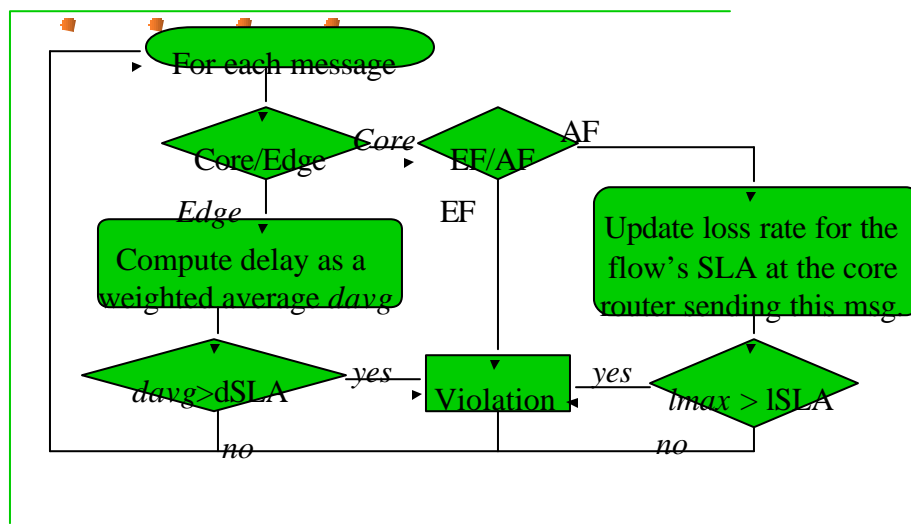 For each message
Core/Edge
Core
EF/AF
AF
Edge
EF
Compute delay as a
weighted average davg
Update loss rate for the
flow's SLA at the core
router sending this msg.
davg>dSLA
yes
Violation
yes
lmax > lSLA
no
no